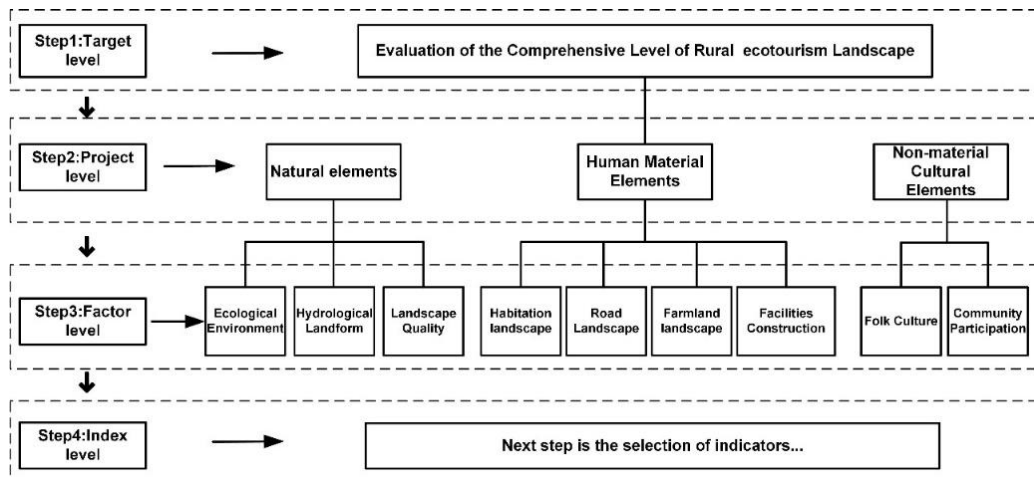 Step1:Target
level
Evaluation of the Comprehensive Level of Rural ecotourism Landscape
Step2:Project
level
Natural elements
Human Material
Elements
Non-material
Cultural
Elements
Step3:Factor
level
Ecological
Environment
Hydrological
Landform
Landscape
Quality
Habitation
landscape
Road
Landscape
Farmland
landscape
Facilities
Construction
Folk Culture
Community
Participation
Step4:Index
level
Next step is the selection of indicators...